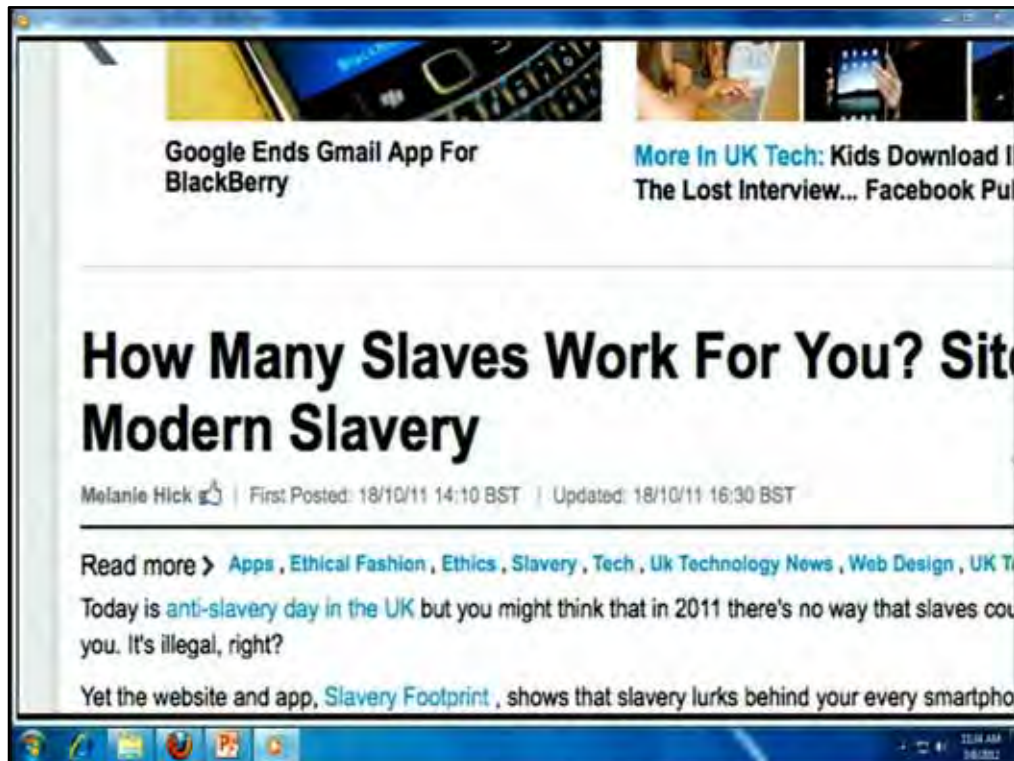 BlackBerry
Google Ends Gmail App For
BlackBerry
More In UK Tech: Kids Download
The Lost Interview... Facebook
How Many Slaves Work For You?
Modern Slavery
Melanie Hick | First Posted: 18/10/11 14:10 BST | Updated: 18/10/11 16:30 BST
Read more > Apps , Ethical Fashion , Ethics , Slavery , Tech , Uk Technology News , Web Design , UK
Today is anti-slavery day in the UK but you might think that in 2011 there's no way that slaves
you. It's illegal, right?
Yet the website and app, Slavery Footprint , shows that slavery lurks behind your every